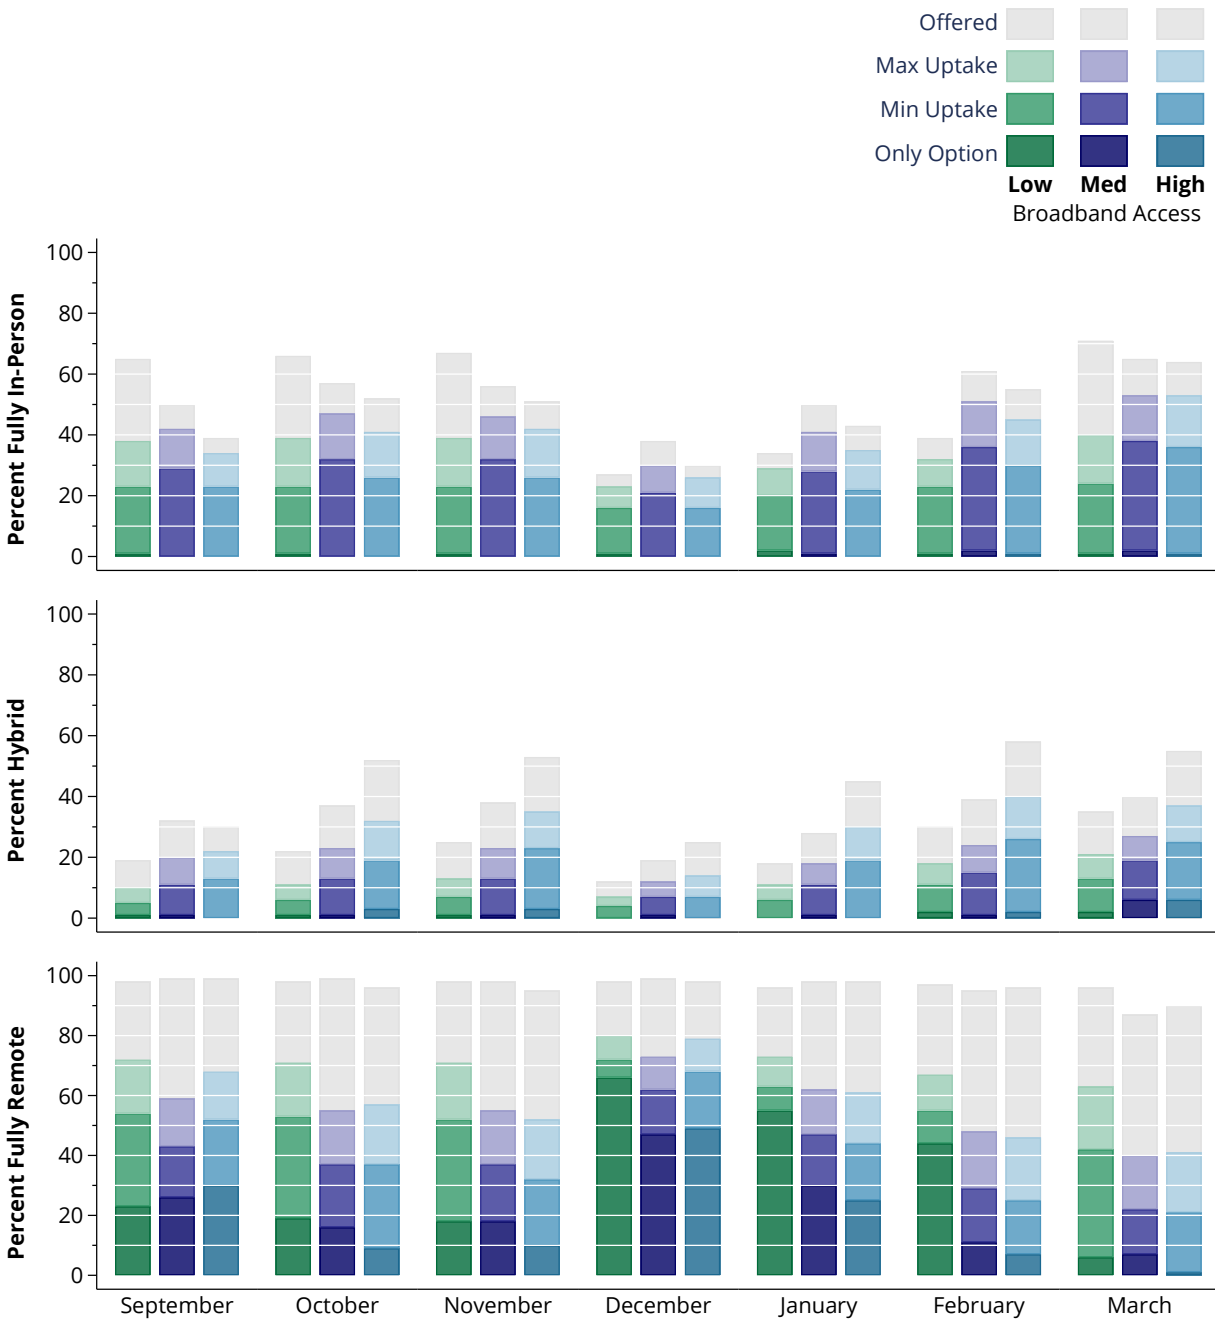 Offered
Max Uptake
Min Uptake
Only Option
Low Med High
Broadband Access
Percent Fully In-Person
100
80
60
40
20
0
Percent Hybrid
100
80
60
40
20
0
Percent Fully Remote
100
80
60
40
20
0
September October November December January February March